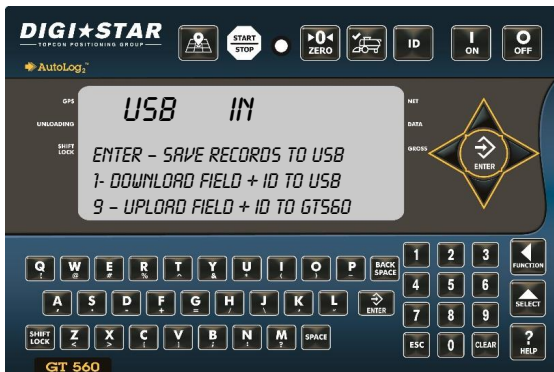 DIGI★STAR
TOPCON POSITIONING GROUP
AutoLog2™
START
STOP
►0◄
ZERO
ID
I
ON
O
OFF
GPS
UNLOADING
SHIFT
LOCK
USB IN
ENTER - SAVE RECORDS TO USB
1- DOWNLOAD FIELD + ID TO USB
9 - UPLOAD FIELD + ID TO GT560
NET
DATA
GROSS
ENTER
Q W E R T Y U I O P BACK SPACE
! @ # % ^ &
A S D F G H J K L ENTER
+ =
SHIFT LOCK Z X C V B N M SPACE
< > ?
1 2 3
4 5 6
7 8 9
ESC 0 CLEAR
FUNCTION
SELECT
?
HELP
GT 560